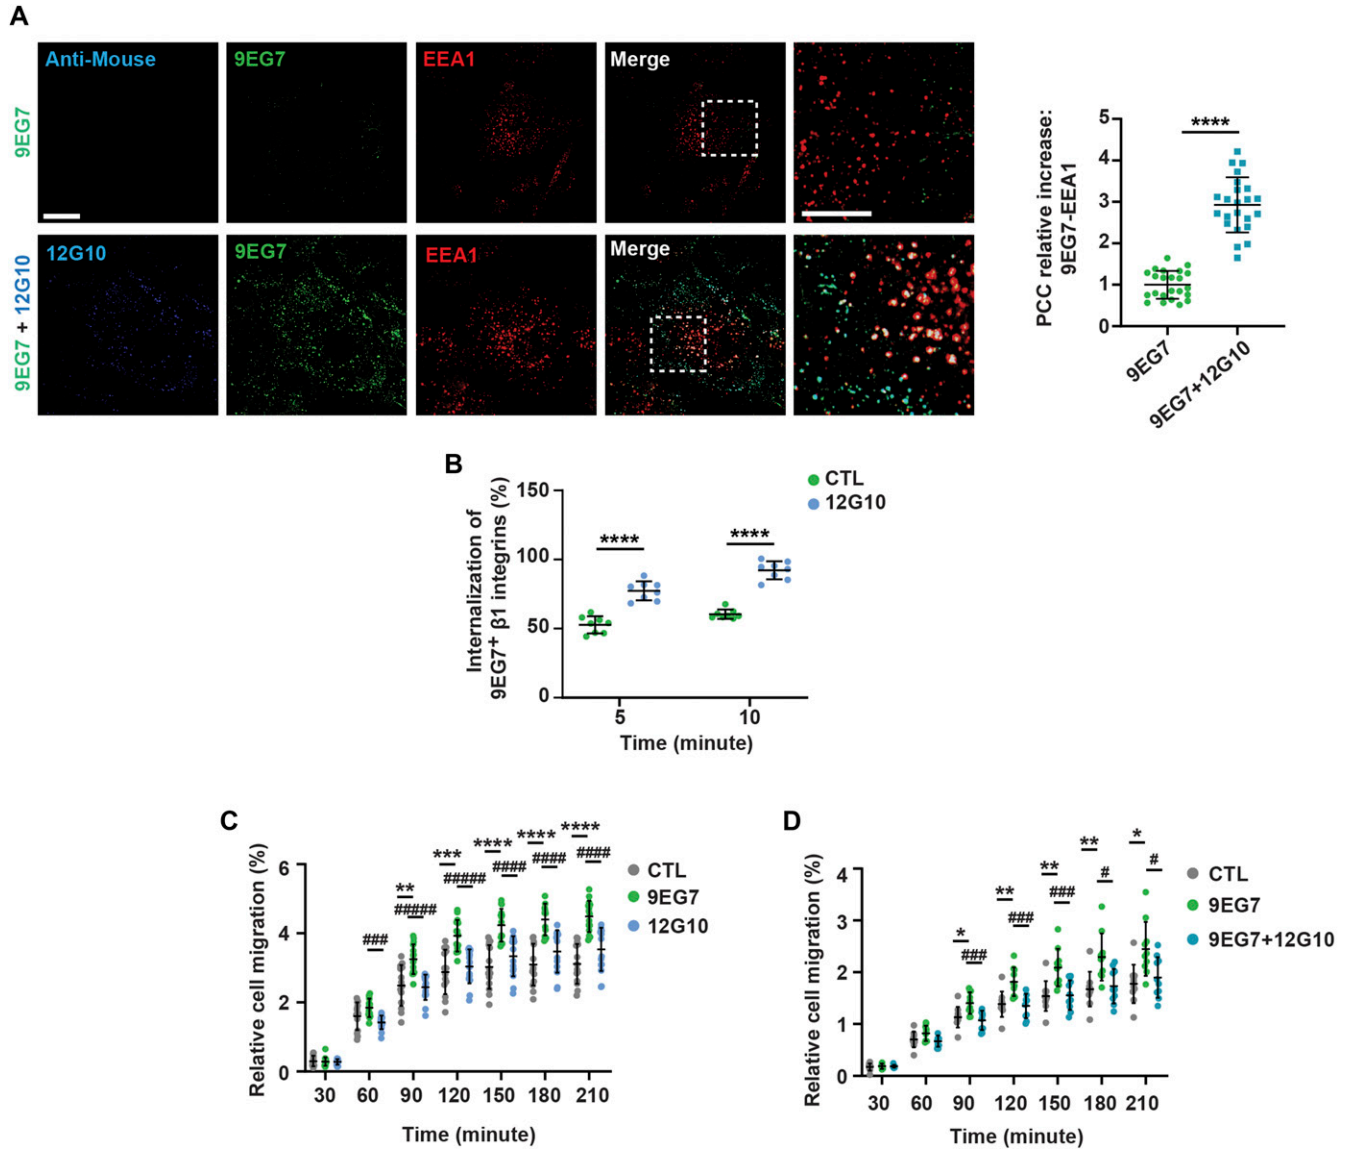 A
Anti-Mouse
9EG7
EEA1
Merge
9EG7
12G10
9EG7
EEA1
Merge
9EG7 + 12G10
PCC relative increase:
9EG7-EEA1
5
4
3
2
1
0
****
9EG7
9EG7+12G10
B
Internalization of
9EG7+ β1 integrins (%)
150
100
50
0
****
****
5
10
Time (minute)
CTL
12G10
C
Relative cell migration (%)
6
4
2
0
###
**
#####
***
#####
****
####
****
####
****
####
30 60 90 120 150 180 210
Time (minute)
CTL
9EG7
12G10
D
Relative cell migration (%)
4
3
2
1
0
*
###
**
###
**
###
**
#
*
#
30 60 90 120 150 180 210
Time (minute)
CTL
9EG7
9EG7+12G10